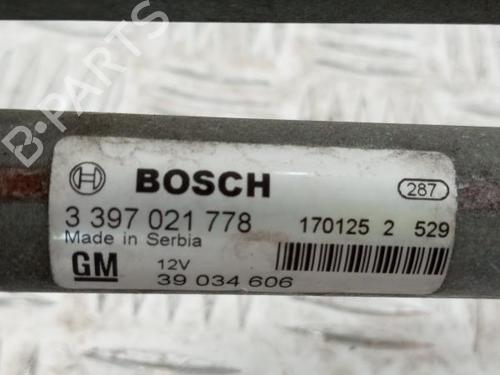 B-PARTS
BOSCH
287
3 397 021 778
170125 2 529
Made in Serbia
GM
12V
39 034 606